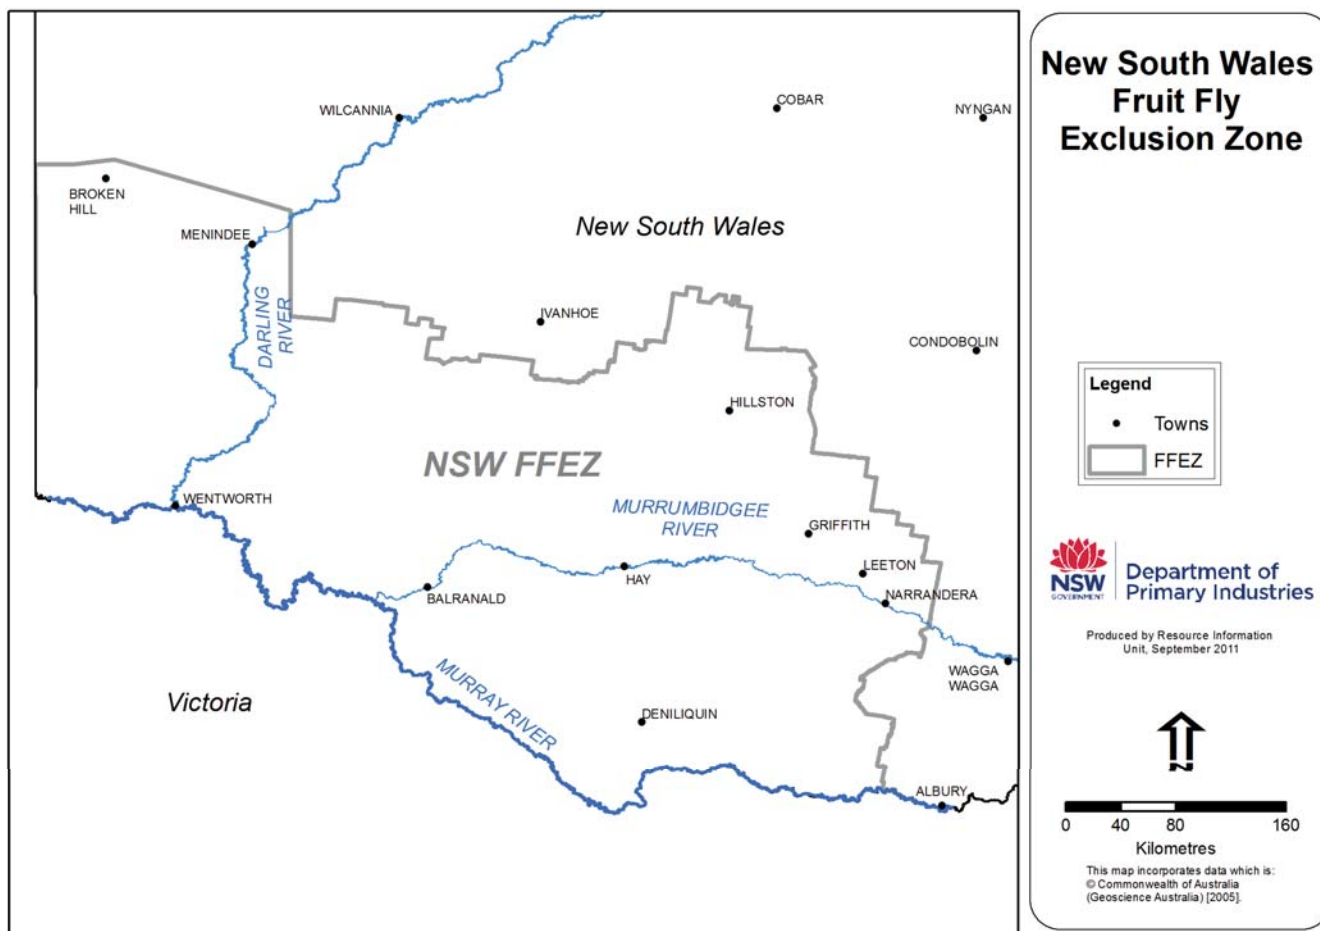 New South Wales
Fruit Fly
Exclusion Zone
WILCANNIA
COBAR
NYNGAN
BROKEN
HILL
MENINDEE
New South Wales
DARLING
RIVER
IVANHOE
CONDOBOLIN
HILLSTON
NSW FFEZ
WENTWORTH
MURRUMBIDGEE
RIVER
GRIFFITH
LEETON
HAY
BALRANALD
NARRANDERA
WAGGA
WAGGA
Victoria
MURRAY RIVER
DENILIQUIN
ALBURY
Legend
Towns
FFEZ
NSW
GOVERNMENT
Department of
Primary Industries
Produced by Resource Information
Unit, September 2011
N
0 40 80 160
Kilometres
This map incorporates data which is:
© Commonwealth of Australia
(Geoscience Australia) [2005].